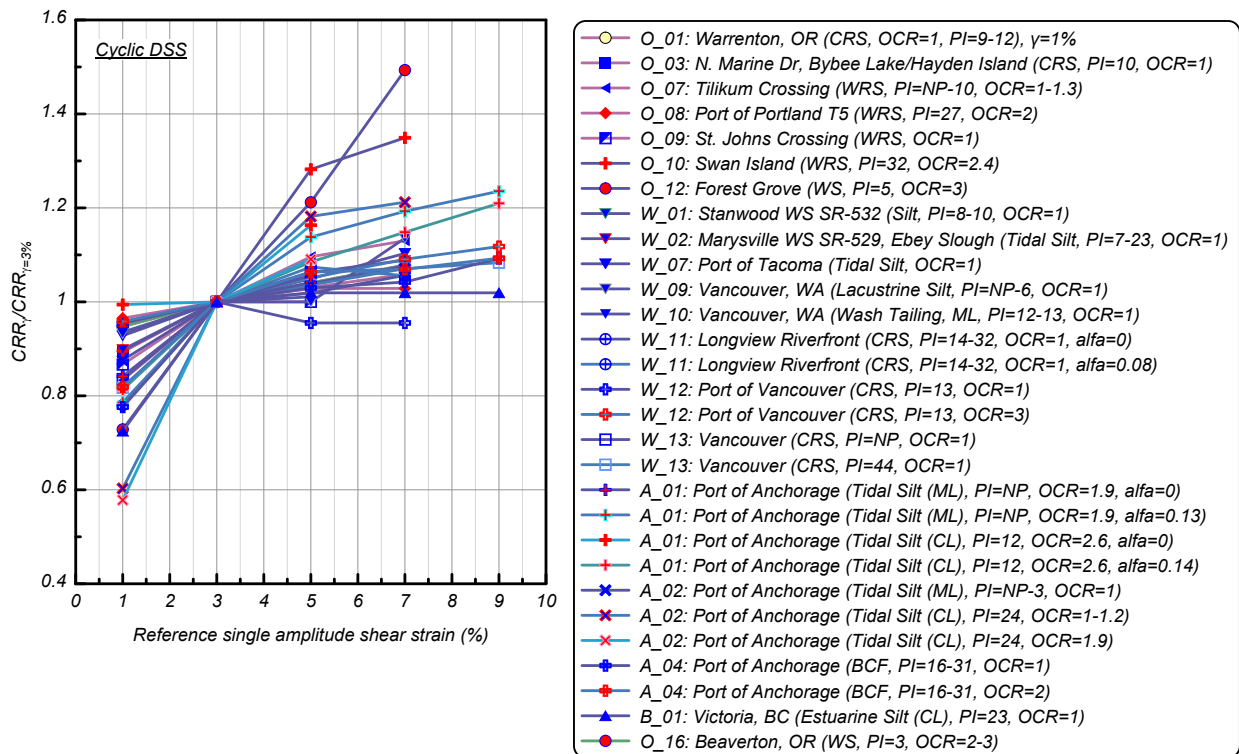 1.6
1.4
1.2
1
0.8
0.6
0.4
CRRγ/CRRγ=3%
Cyclic DSS
0 1 2 3 4 5 6 7 8 9 10
Reference single amplitude shear strain (%)
O_01: Warrenton, OR (CRS, OCR=1, PI=9-12), γ=1%
O_03: N. Marine Dr, Bybee Lake/Hayden Island (CRS, PI=10, OCR=1)
O_07: Tilikum Crossing (WRS, PI=NP-10, OCR=1-1.3)
O_08: Port of Portland T5 (WRS, PI=27, OCR=2)
O_09: St. Johns Crossing (WRS, OCR=1)
O_10: Swan Island (WRS, PI=32, OCR=2.4)
O_12: Forest Grove (WS, PI=5, OCR=3)
W_01: Stanwood WS SR-532 (Silt, PI=8-10, OCR=1)
W_02: Marysville WS SR-529, Ebey Slough (Tidal Silt, PI=7-23, OCR=1)
W_07: Port of Tacoma (Tidal Silt, OCR=1)
W_09: Vancouver, WA (Lacustrine Silt, PI=NP-6, OCR=1)
W_10: Vancouver, WA (Wash Tailing, ML, PI=12-13, OCR=1)
W_11: Longview Riverfront (CRS, PI=14-32, OCR=1, alfa=0)
W_11: Longview Riverfront (CRS, PI=14-32, OCR=1, alfa=0.08)
W_12: Port of Vancouver (CRS, PI=13, OCR=1)
W_12: Port of Vancouver (CRS, PI=13, OCR=3)
W_13: Vancouver (CRS, PI=NP, OCR=1)
W_13: Vancouver (CRS, PI=44, OCR=1)
A_01: Port of Anchorage (Tidal Silt (ML), PI=NP, OCR=1.9, alfa=0)
A_01: Port of Anchorage (Tidal Silt (ML), PI=NP, OCR=1.9, alfa=0.13)
A_01: Port of Anchorage (Tidal Silt (CL), PI=12, OCR=2.6, alfa=0)
A_01: Port of Anchorage (Tidal Silt (CL), PI=12, OCR=2.6, alfa=0.14)
A_02: Port of Anchorage (Tidal Silt (ML), PI=NP-3, OCR=1)
A_02: Port of Anchorage (Tidal Silt (CL), PI=24, OCR=1-1.2)
A_02: Port of Anchorage (Tidal Silt (CL), PI=24, OCR=1.9)
A_04: Port of Anchorage (BCF, PI=16-31, OCR=1)
A_04: Port of Anchorage (BCF, PI=16-31, OCR=2)
B_01: Victoria, BC (Estuarine Silt (CL), PI=23, OCR=1)
O_16: Beaverton, OR (WS, PI=3, OCR=2-3)